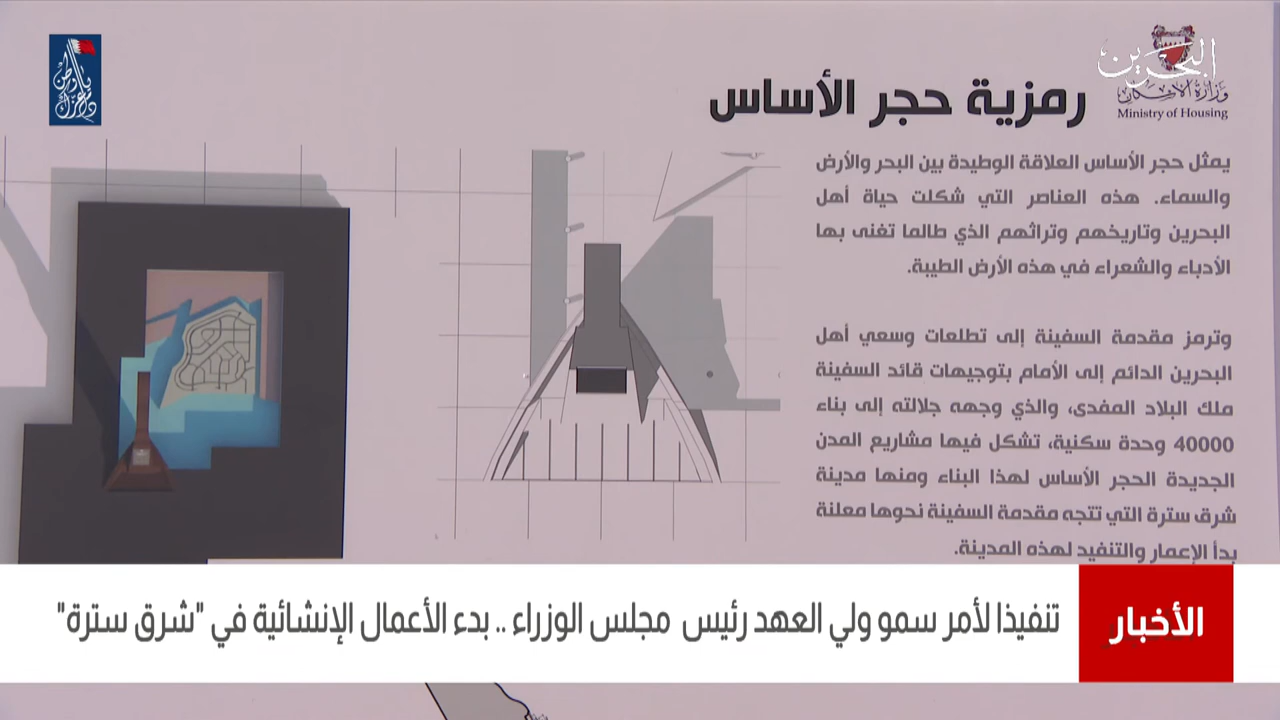 البحرين
وزارة الإسكان
Ministry of Housing
رمزية حجر الأساس
يمثل حجر الأساس العلاقة الوطيدة بين البحر والأرض
والسماء. هذه العناصر التي شكلت حياة أهل
البحرين وتاريخهم وتراثهم الذي طالما تغنى بها
الأدباء والشعراء في هذه الأرض الطيبة.
وترمز مقدمة السفينة إلى تطلعات وسعي أهل
البحرين الدائم إلى الأمام بتوجيهات قائد السفينة
ملك البلاد المفدى، والذي وجهه جلالته إلى بناء
40000 وحدة سكنية، تشكل فيها مشاريع المدن
الجديدة الحجر الأساس لهذا البناء ومنها مدينة
شرق سترة التي تتجه مقدمة السفينة نحوها معلنة
بدأ الإعمار والتنفيد لهذه المدينة.
الأخبار
تنفيذا لأمر سمو ولي العهد رئيس مجلس الوزراء .. بدء الأعمال الإنشائية في "شرق سترة"